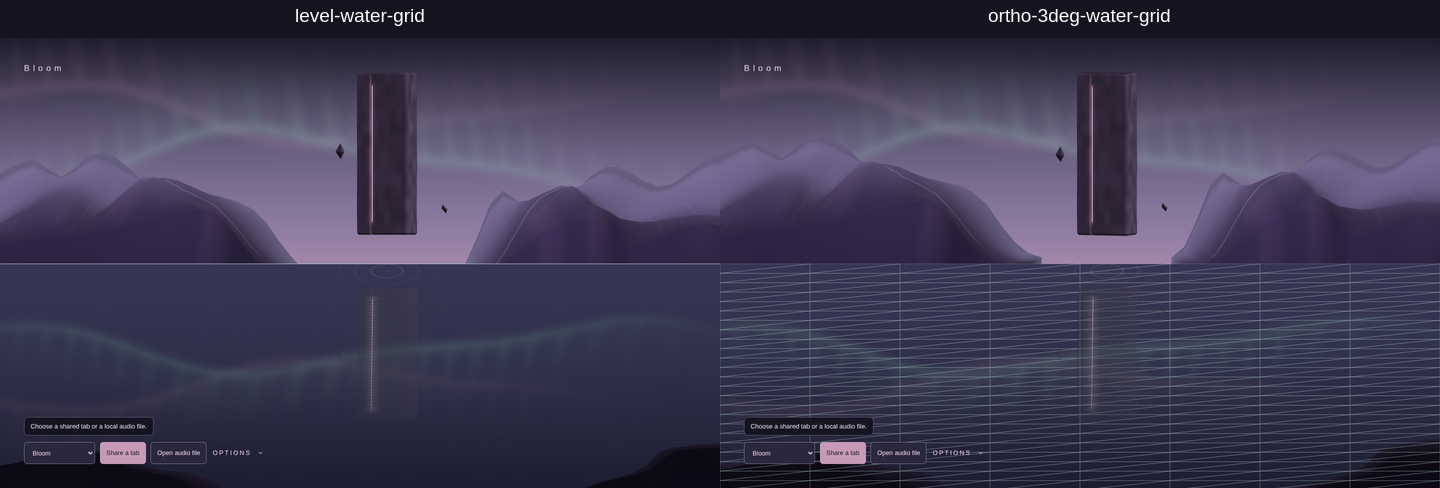 level-water-grid
Bloom
Choose a shared tab or a local audio file.
Bloom
Share a tab
Open audio file
OPTIONS
ortho-3deg-water-grid
Bloom
Choose a shared tab or a local audio file.
Bloom
Share a tab
Open audio file
OPTIONS